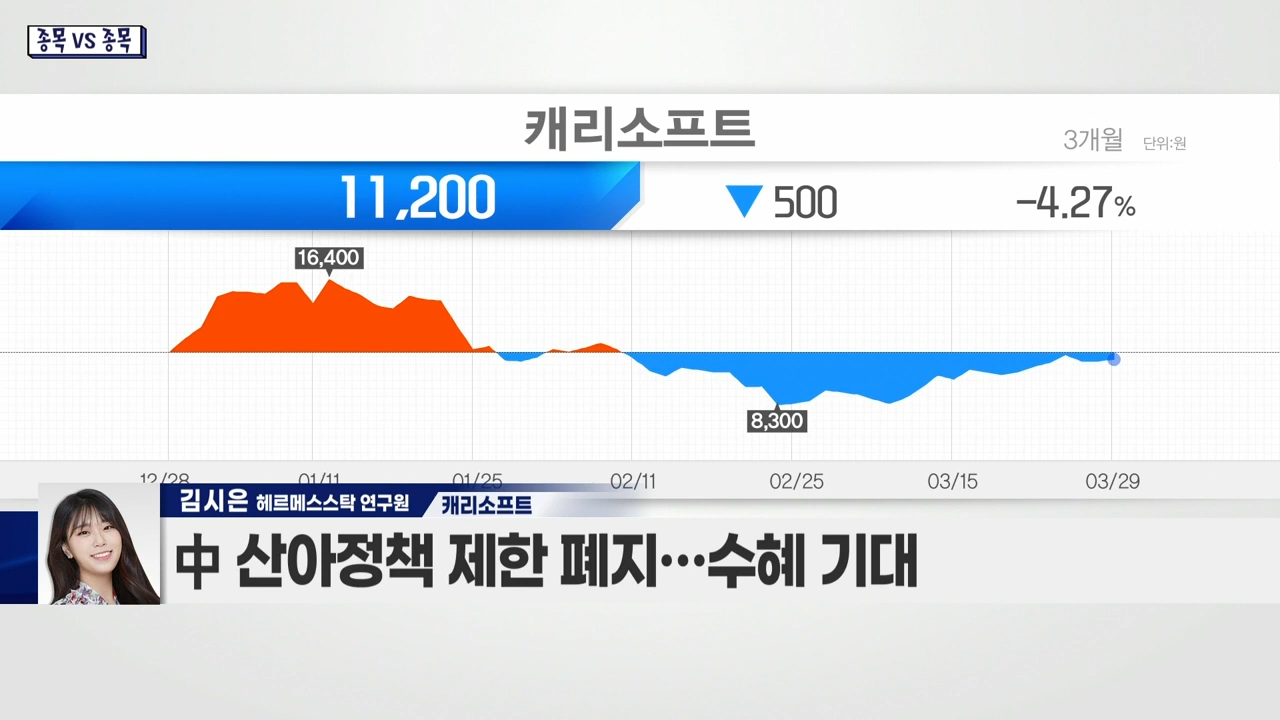 종목 VS 종목
캐리소프트
3개월 단위:원
11,200 ▼500 -4.27%
16,400
8,300
12/28 01/11 01/25 02/11 02/25 03/15 03/29
김시은 헤르메스스탁 연구원 캐리소프트
中 산아정책 제한 폐지…수혜 기대